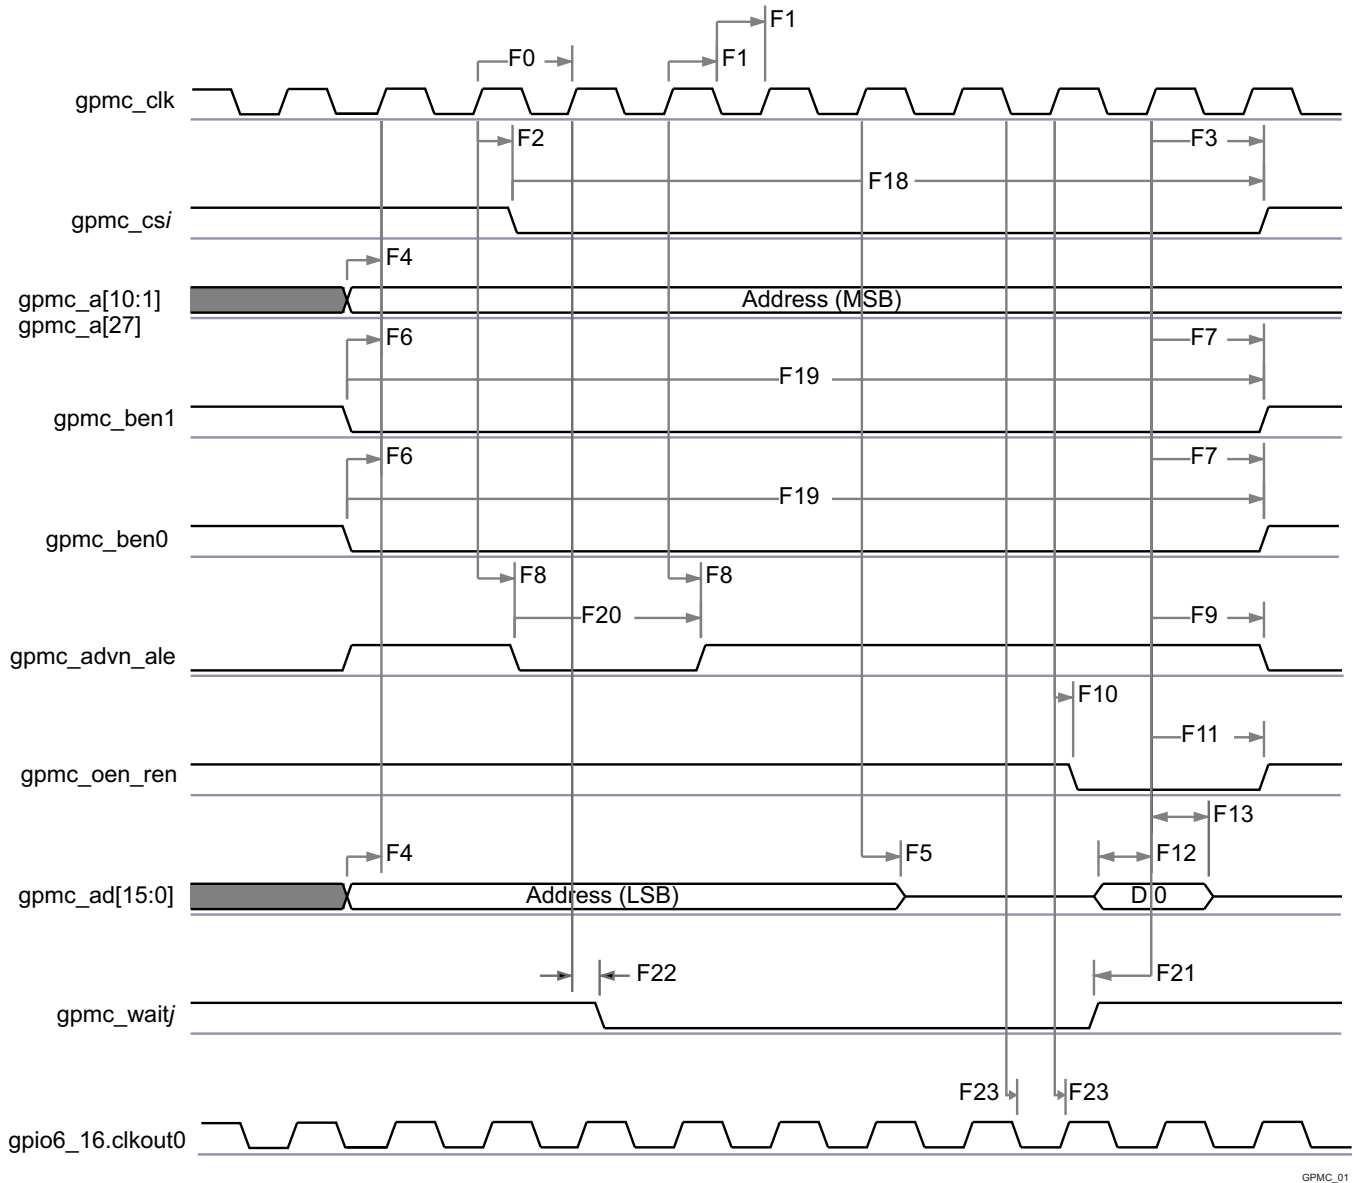 F1
F0
F1
gpmc_clk
F2
F3
F18
gpmc_csi
F4
gpmc_a[10:1]
Address (MSB)
gpmc_a[27]
F6
F7
F19
gpmc_ben1
F6
F7
F19
gpmc_ben0
F8
F8
F20
F9
gpmc_advn_ale
F10
F11
gpmc_oen_ren
F13
F4
F5
F12
gpmc_ad[15:0]
Address (LSB)
D 0
F22
F21
gpmc_waitj
F23
F23
gpio6_16.clkout0
GPMC_01